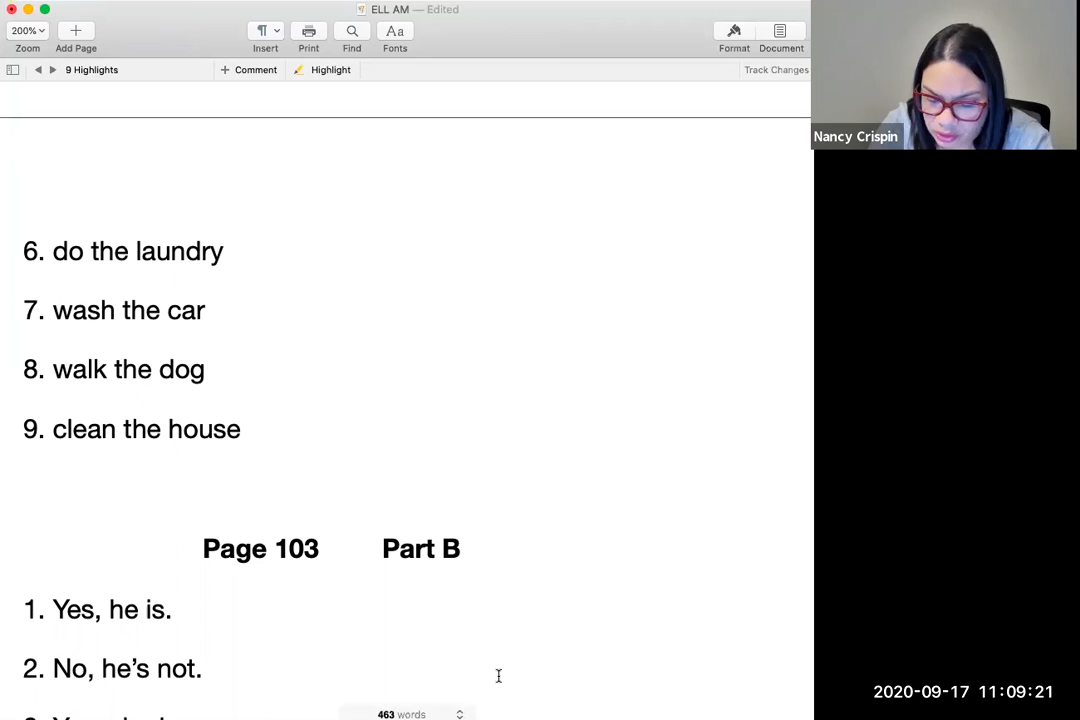 ELL AM — Edited
200%
Zoom
Add Page
Insert
Print
Find
Fonts
Format
Document
9 Highlights
Comment
Highlight
Track Changes
Nancy Crispin
6. do the laundry
7. wash the car
8. walk the dog
9. clean the house
Page 103 Part B
1. Yes, he is.
2. No, he’s not.
463 words
2020-09-17 11:09:21